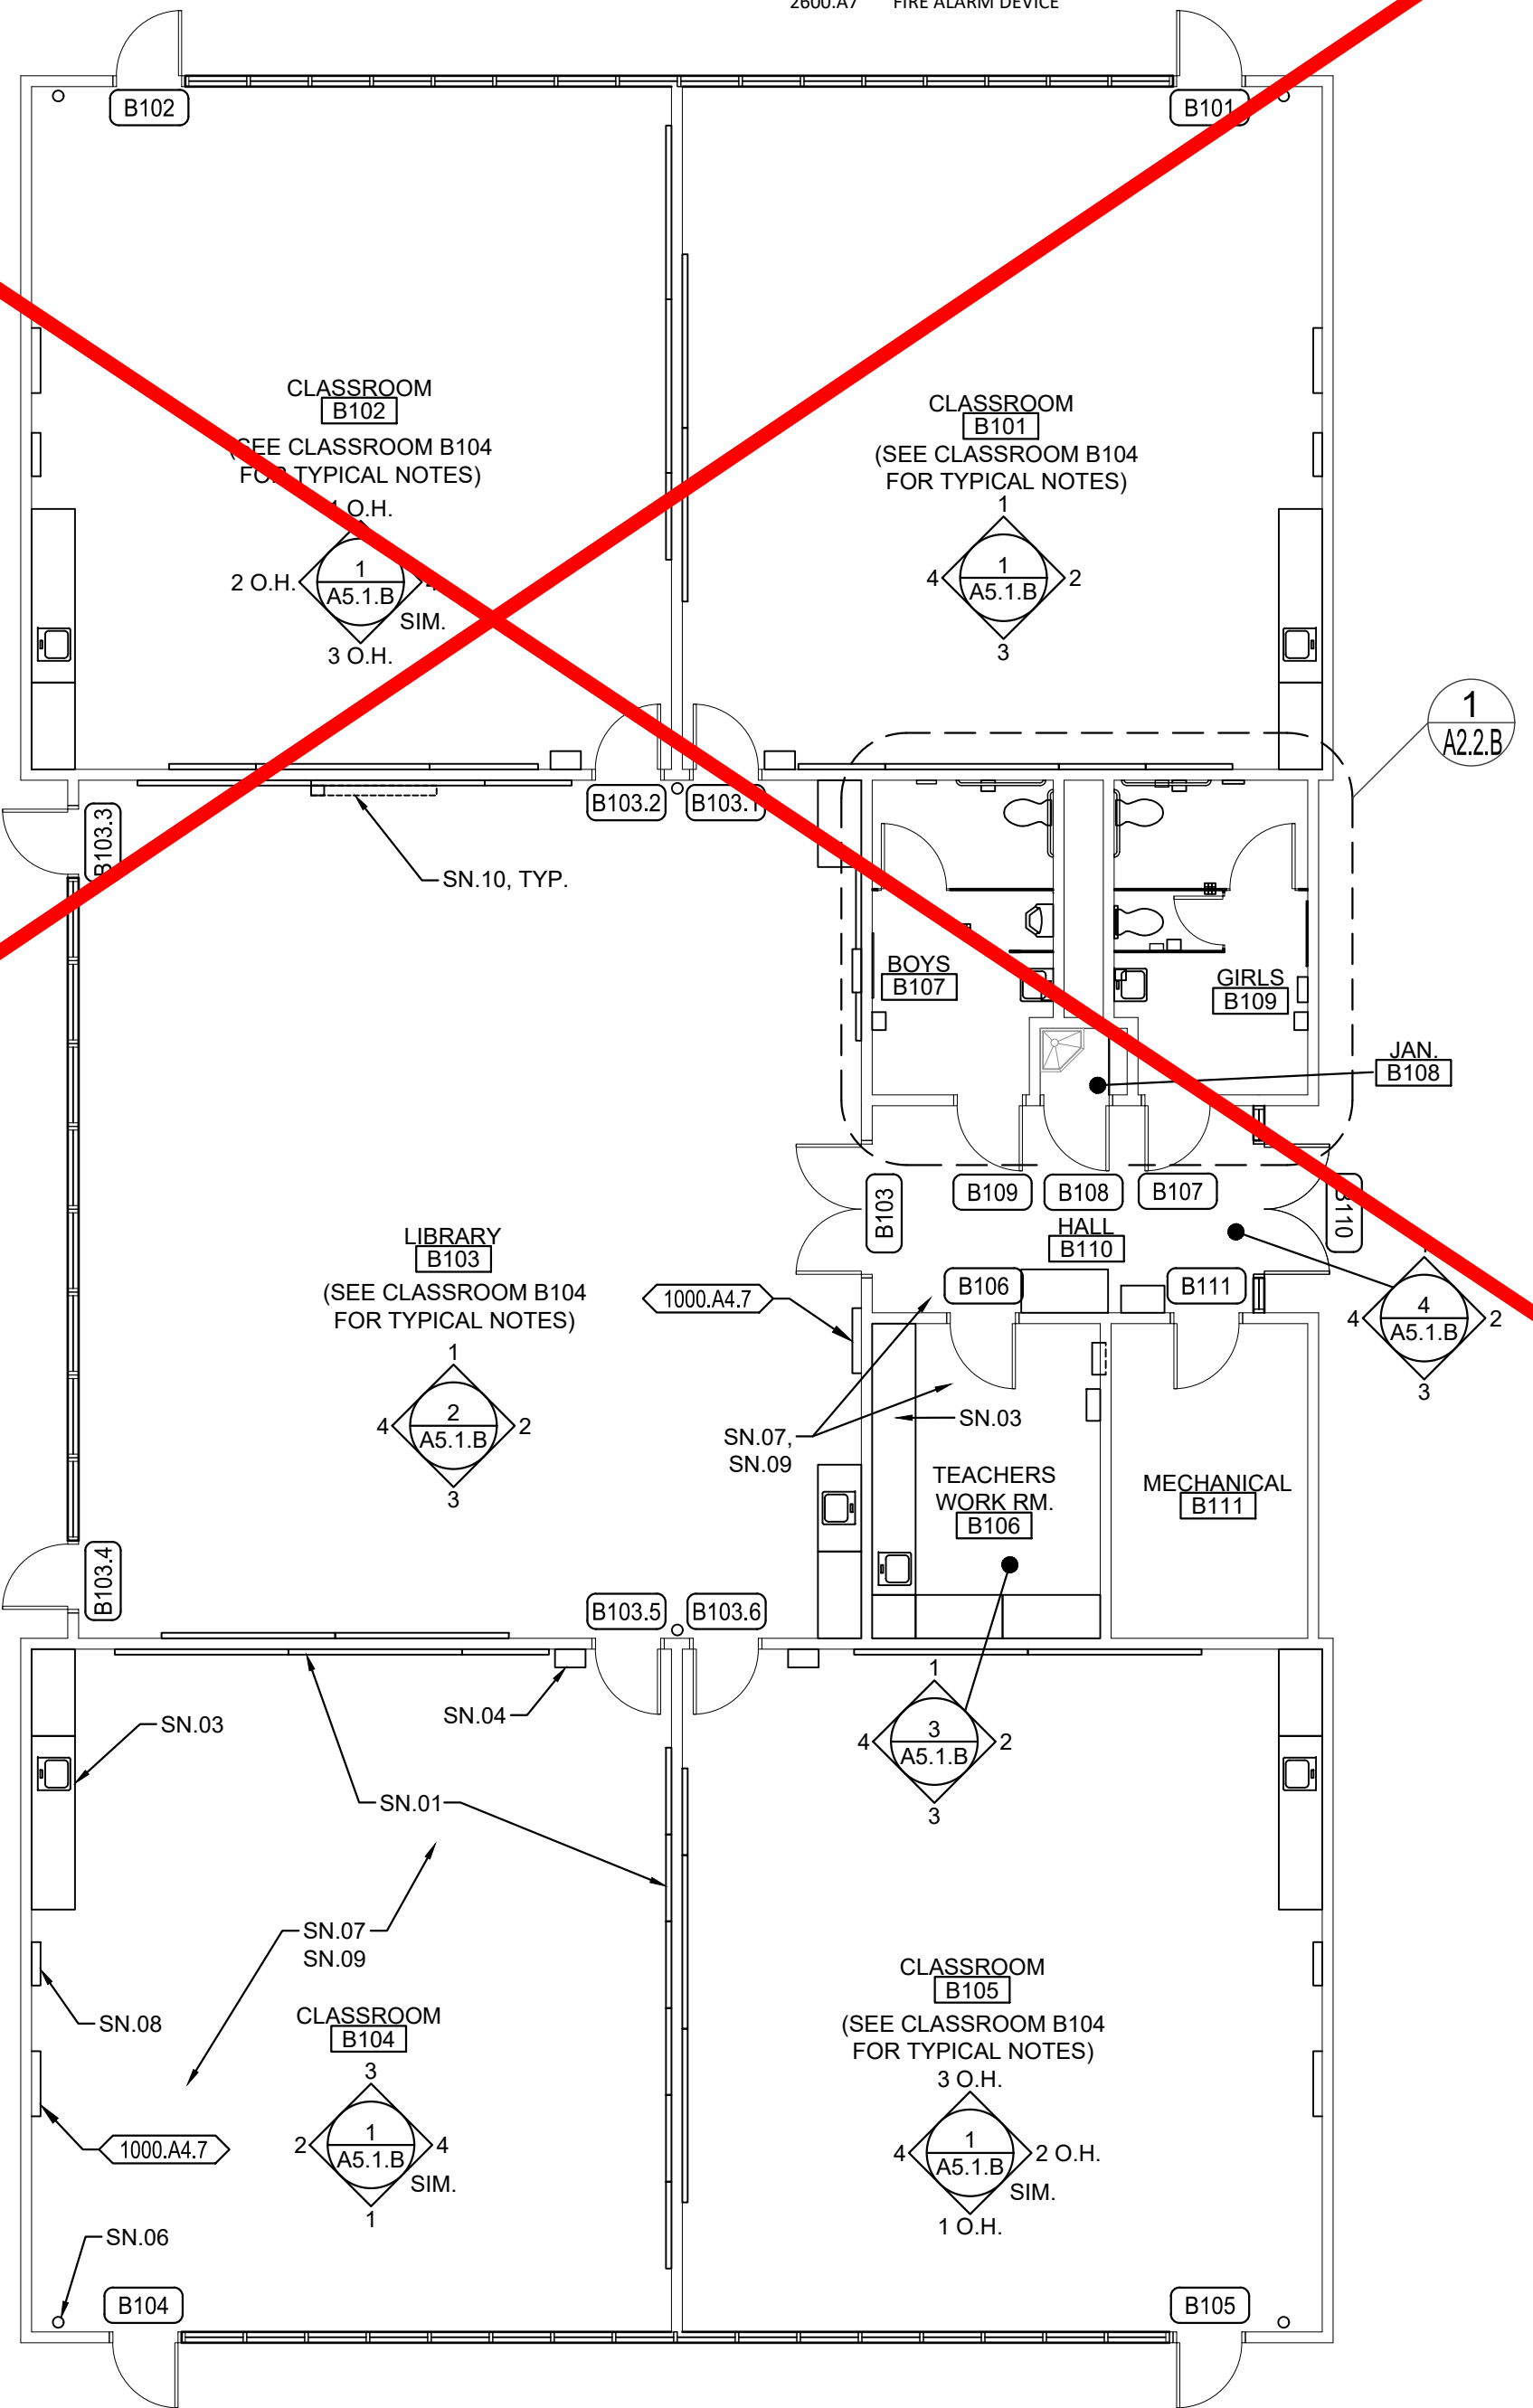 2600.A7 FIRE ALARM DEVICE
B102
B101
CLASSROOM
B102
(SEE CLASSROOM B104
FOR TYPICAL NOTES)
1 O.H.
2 O.H.
1
A5.1.B
4
SIM.
3 O.H.
CLASSROOM
B101
(SEE CLASSROOM B104
FOR TYPICAL NOTES)
1
4
1
A5.1.B
2
3
1
A2.2.B
B103.2
B103.1
B103.3
SN.10, TYP.
BOYS
B107
GIRLS
B109
JAN.
B108
B103
B109
B108
B107
B110
HALL
B110
LIBRARY
B103
(SEE CLASSROOM B104
FOR TYPICAL NOTES)
1
4
2
A5.1.B
2
3
1000.A4.7
B106
B111
1
4
4
A5.1.B
2
3
SN.07,
SN.09
SN.03
TEACHERS
WORK RM.
B106
MECHANICAL
B111
B103.4
B103.5
B103.6
SN.03
SN.04
SN.01
1
4
3
A5.1.B
2
3
SN.07
SN.09
SN.08
CLASSROOM
B104
3
2
1
A5.1.B
4
SIM.
1
1000.A4.7
CLASSROOM
B105
(SEE CLASSROOM B104
FOR TYPICAL NOTES)
3 O.H.
4
1
A5.1.B
2 O.H.
SIM.
1 O.H.
SN.06
B104
B105